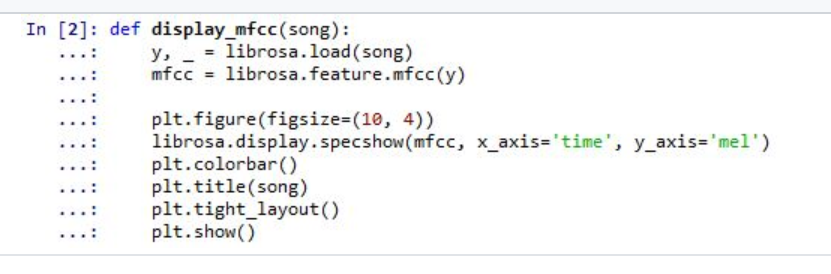 In [2]: def display_mfcc(song):
   ...:     y, _ = librosa.load(song)
   ...:     mfcc = librosa.feature.mfcc(y)
   ...:
   ...:     plt.figure(figsize=(10, 4))
   ...:     librosa.display.specshow(mfcc, x_axis='time', y_axis='mel')
   ...:     plt.colorbar()
   ...:     plt.title(song)
   ...:     plt.tight_layout()
   ...:     plt.show()